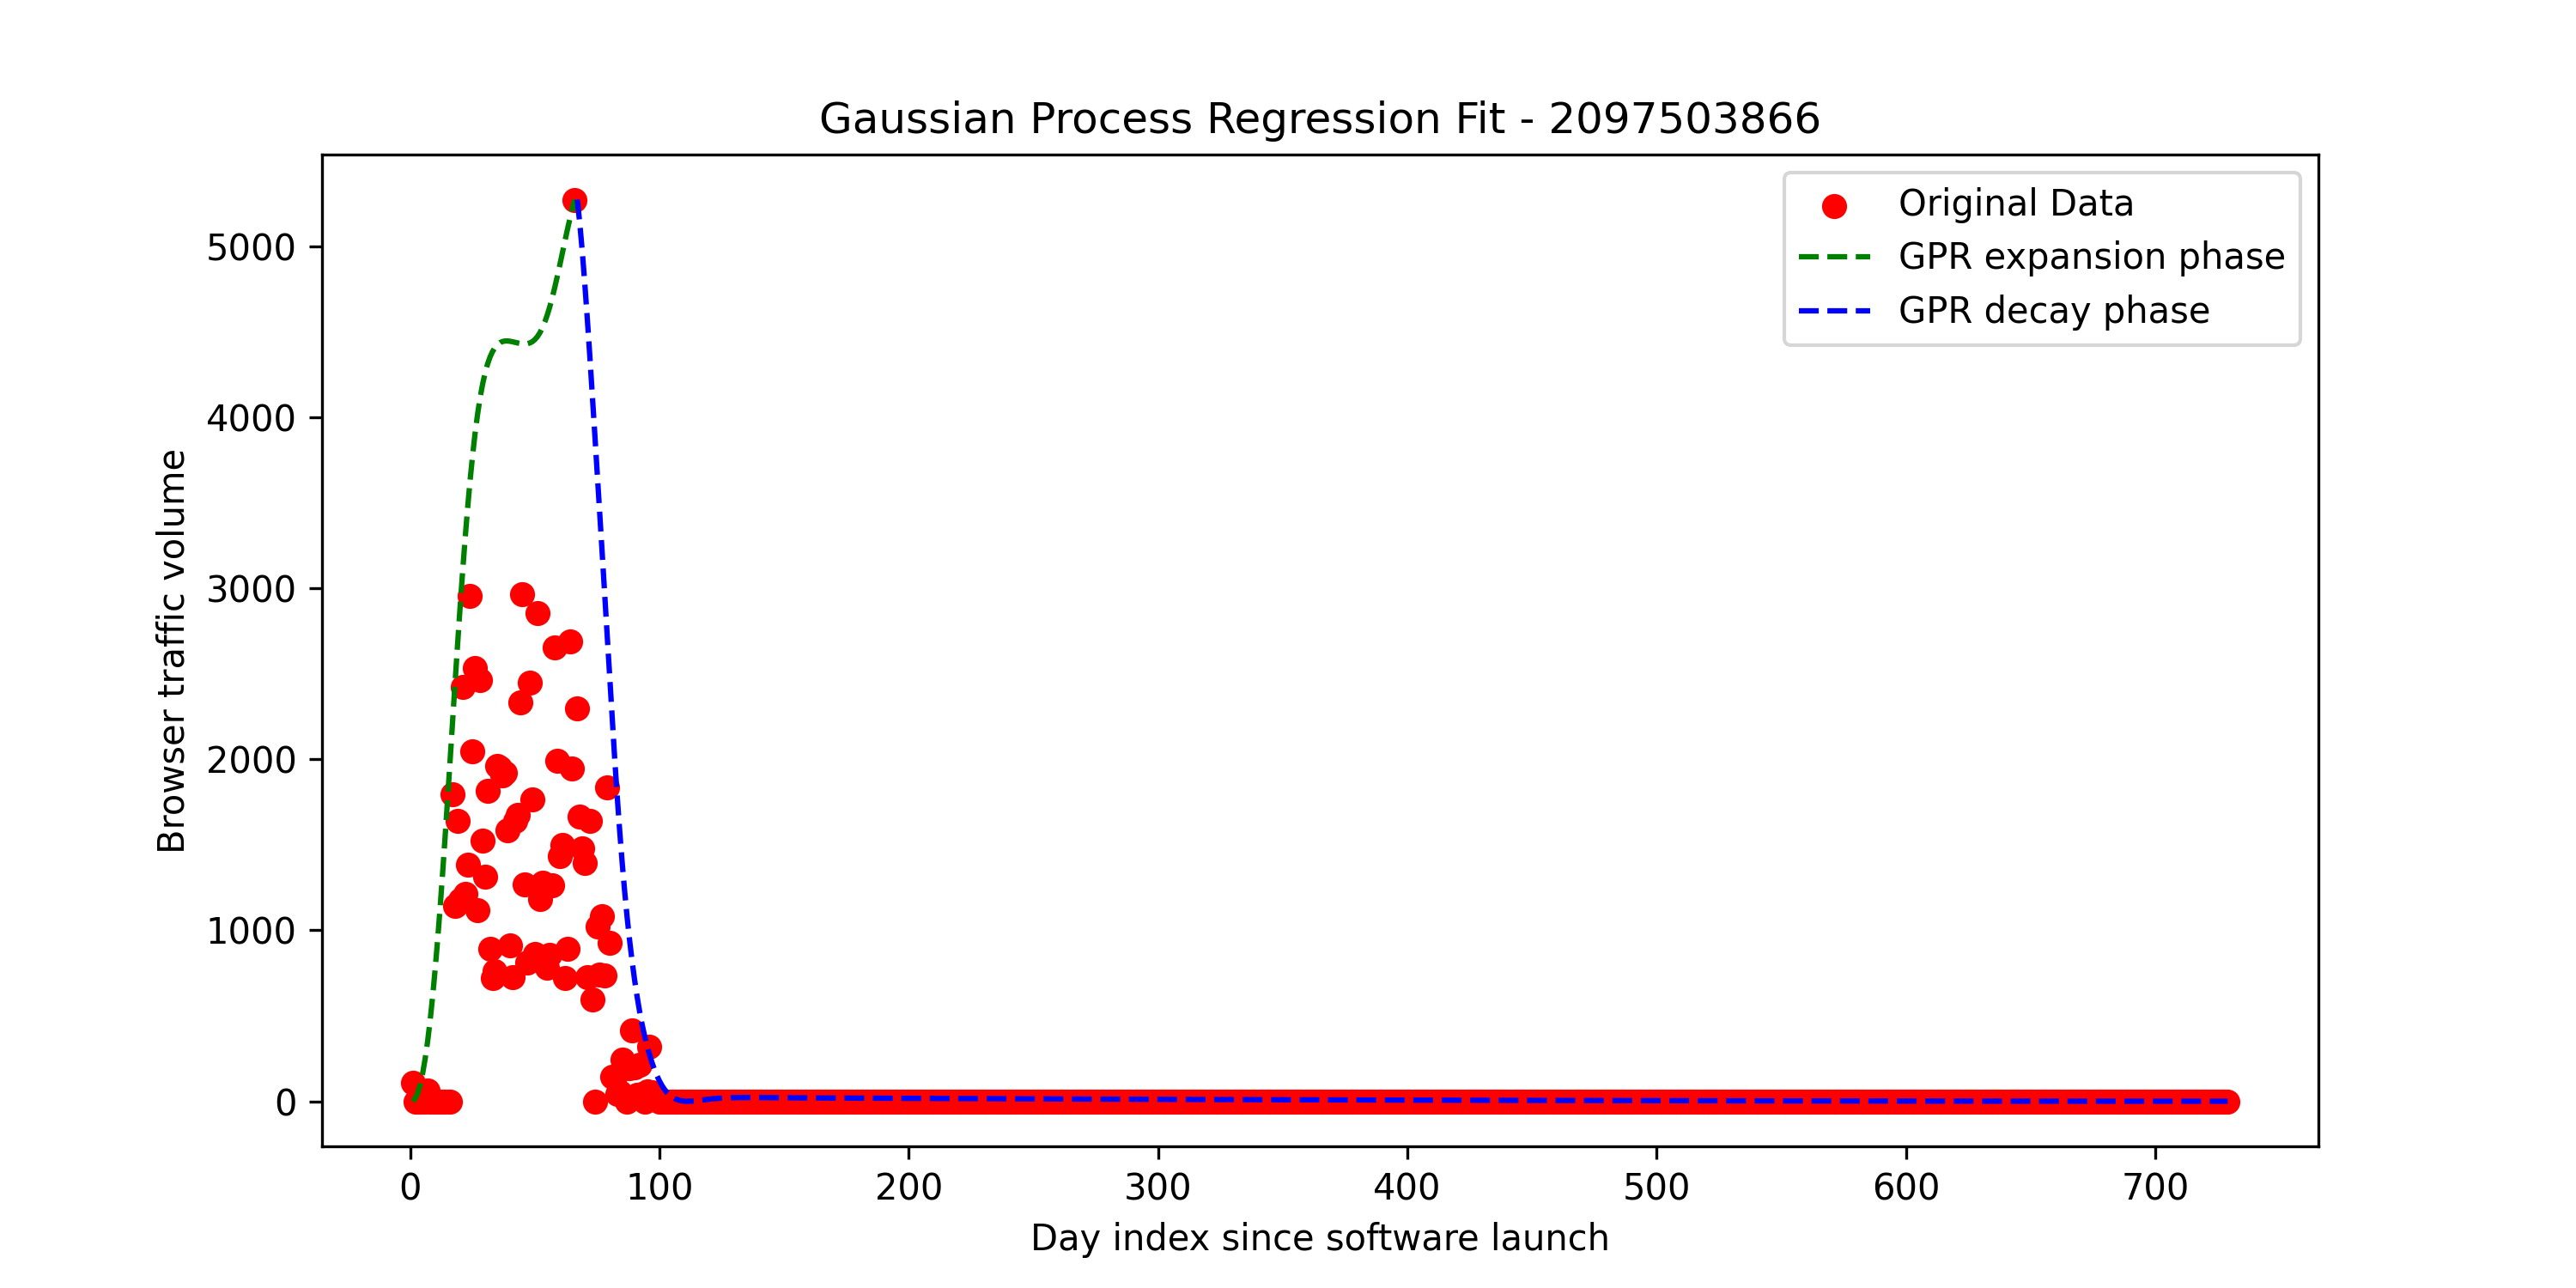 Gaussian Process Regression Fit - 2097503866
Original Data
GPR expansion phase
GPR decay phase
Browser traffic volume
5000
4000
3000
2000
1000
0
0 100 200 300 400 500 600 700
Day index since software launch